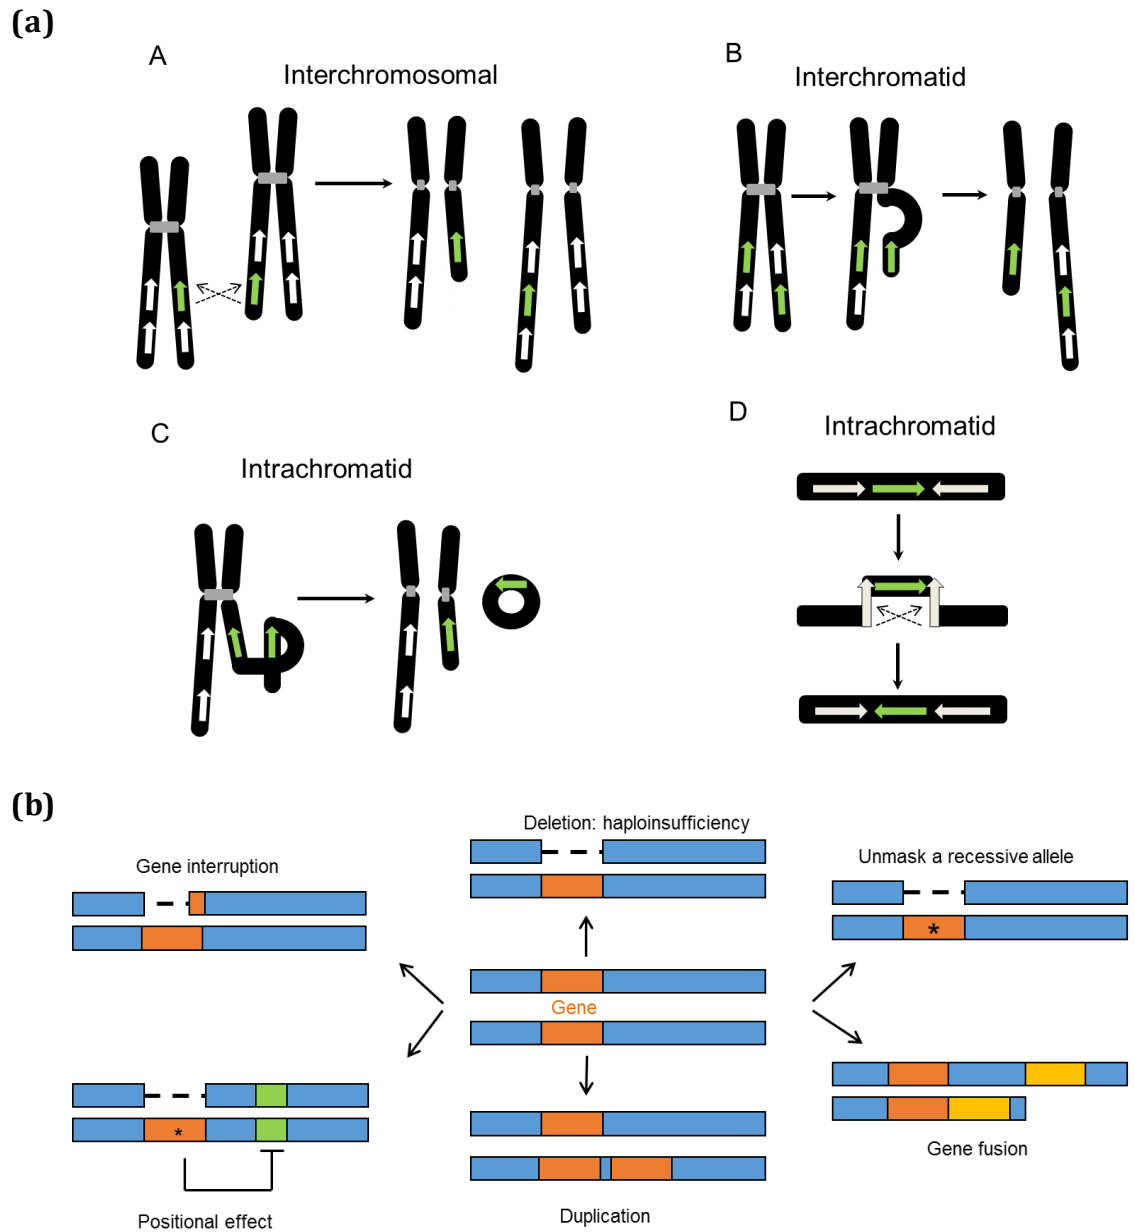 (a)
A
Interchromosomal
B
Interchromatid
C
Intrachromatid
D
Intrachromatid
(b)
Gene interruption
Deletion: haploinsufficiency
Unmask a recessive allele
*
Gene
*
Positional effect
Duplication
Gene fusion